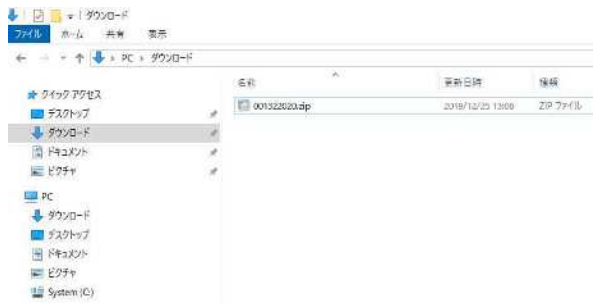 ダウンロード
ファイル ホーム 共有 表示
PC › ダウンロード
名前 更新日時 種類
クイック アクセス
001322020.zip 2019/12/25 13:06 ZIP ファイル
デスクトップ
ダウンロード
ドキュメント
ピクチャ
PC
ダウンロード
デスクトップ
ドキュメント
ピクチャ
System (C:)